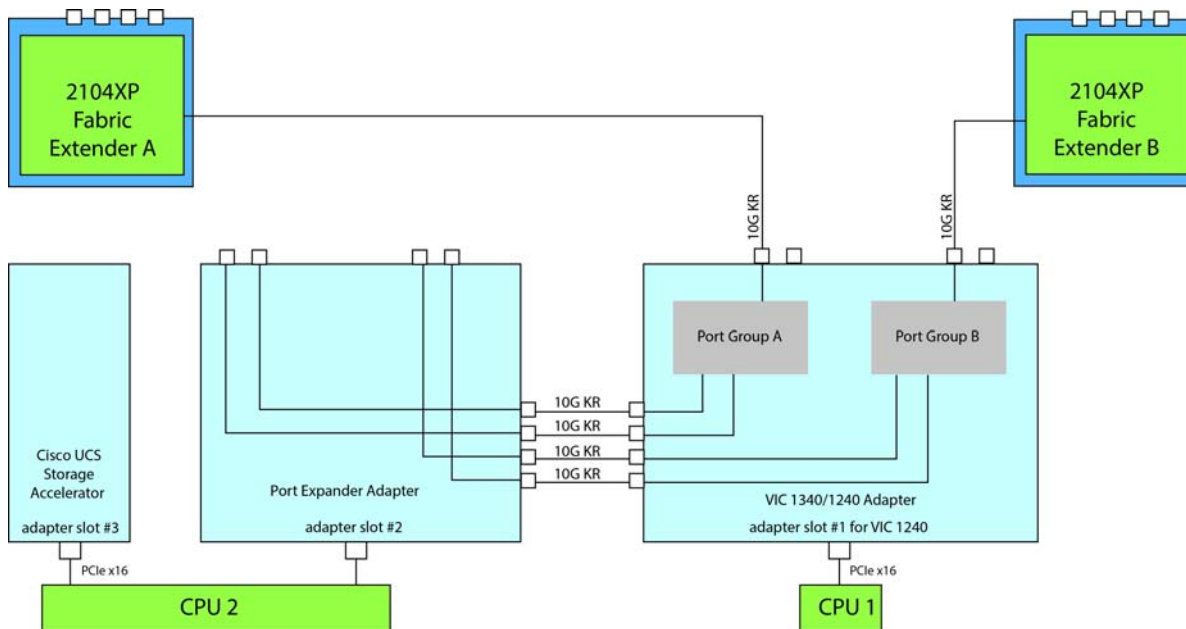 2104XP
Fabric
Extender A
2104XP
Fabric
Extender B
10G KR
10G KR
Port Group A
Port Group B
10G KR
10G KR
10G KR
10G KR
Cisco UCS
Storage
Accelerator
adapter slot #3
Port Expander Adapter
adapter slot #2
VIC 1340/1240 Adapter
adapter slot #1 for VIC 1240
PCIe x16
PCIe x16
CPU 2
CPU 1